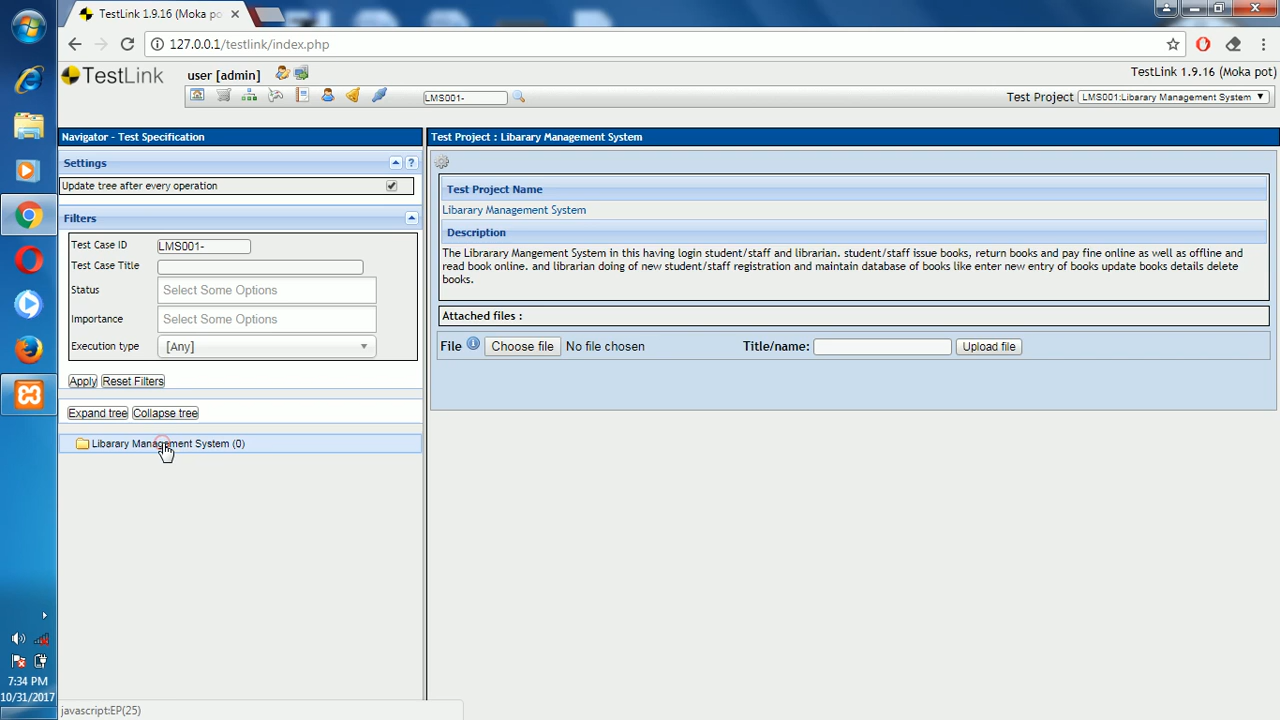 TestLink 1.9.16 (Moka po
127.0.0.1/testlink/index.php
TestLink
user [admin]
TestLink 1.9.16 (Moka pot)
LMS001-
Test Project
LMS001:Libarary Management System
Navigator - Test Specification
Settings
?
Update tree after every operation
Filters
Test Case ID
LMS001-
Test Case Title
Status
Select Some Options
Importance
Select Some Options
Execution type
[Any]
Apply
Reset Filters
Expand tree
Collapse tree
Libarary Management System (0)
Test Project : Libarary Management System
Test Project Name
Libarary Management System
Description
The Librarary Mangement System in this having login student/staff and librarian. student/staff issue books, return books and pay fine online as well as offline and
read book online. and librarian doing of new student/staff registration and maintain database of books like enter new entry of books update books details delete
books.
Attached files :
File
Choose file
No file chosen
Title/name:
Upload file
7:34 PM
10/31/2017
javascript:EP(25)